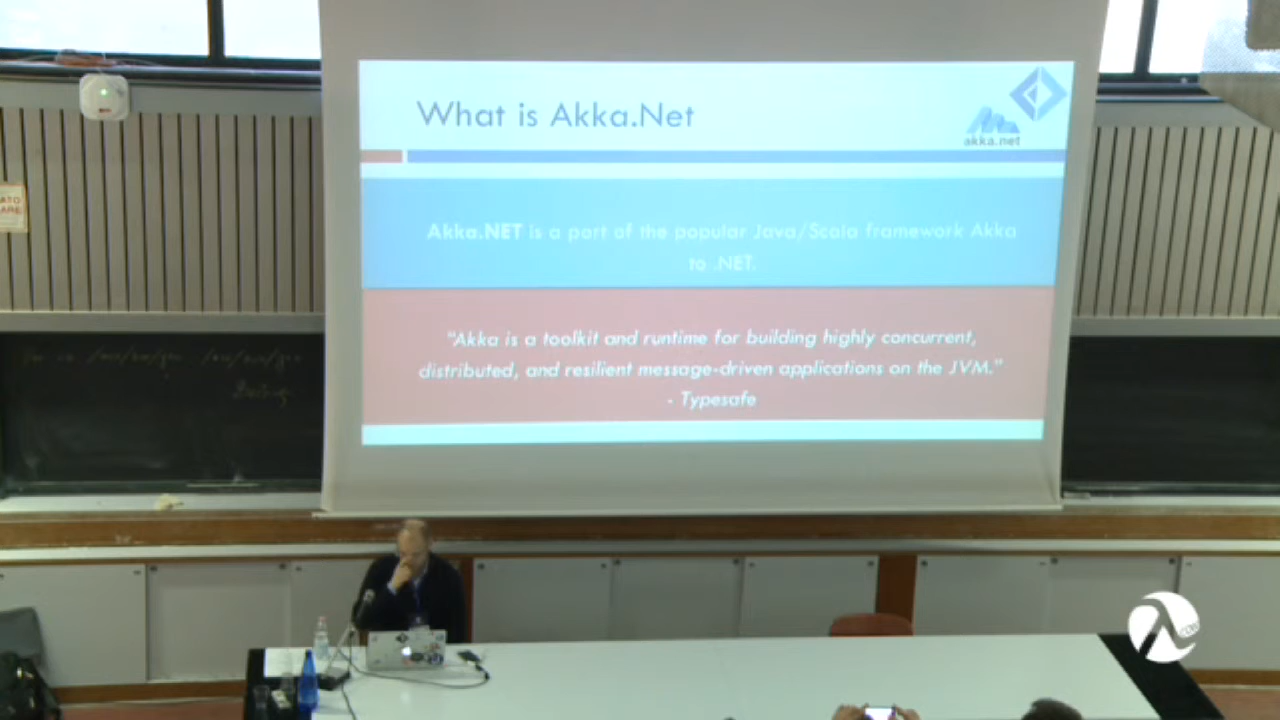 What is Akka.Net
akka.net
Akka.NET is a part of the popular Java/Scala framework Akka
to .NET.
"Akka is a toolkit and runtime for building highly concurrent,
distributed, and resilient message-driven applications on the JVM."
- Typesafe